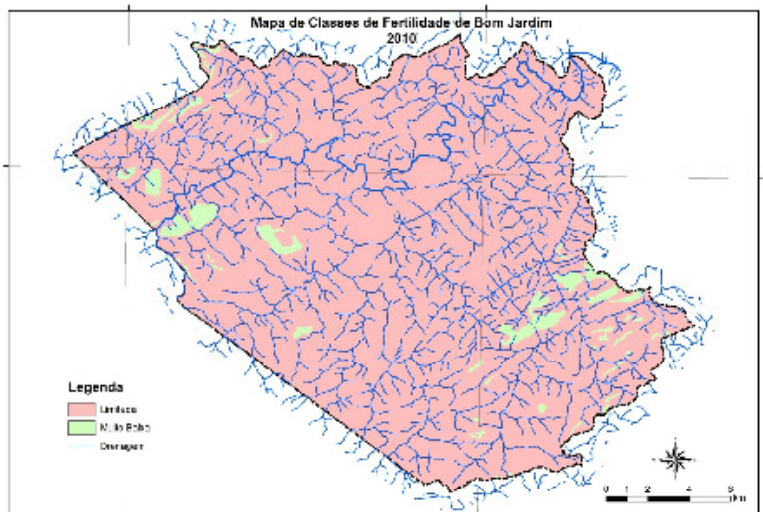 Mapa de Classes de Fertilidade de Bom Jardim
2010
Legenda
Limitada
Muito Baixa
Drenagem
0 1 2 4 6
km